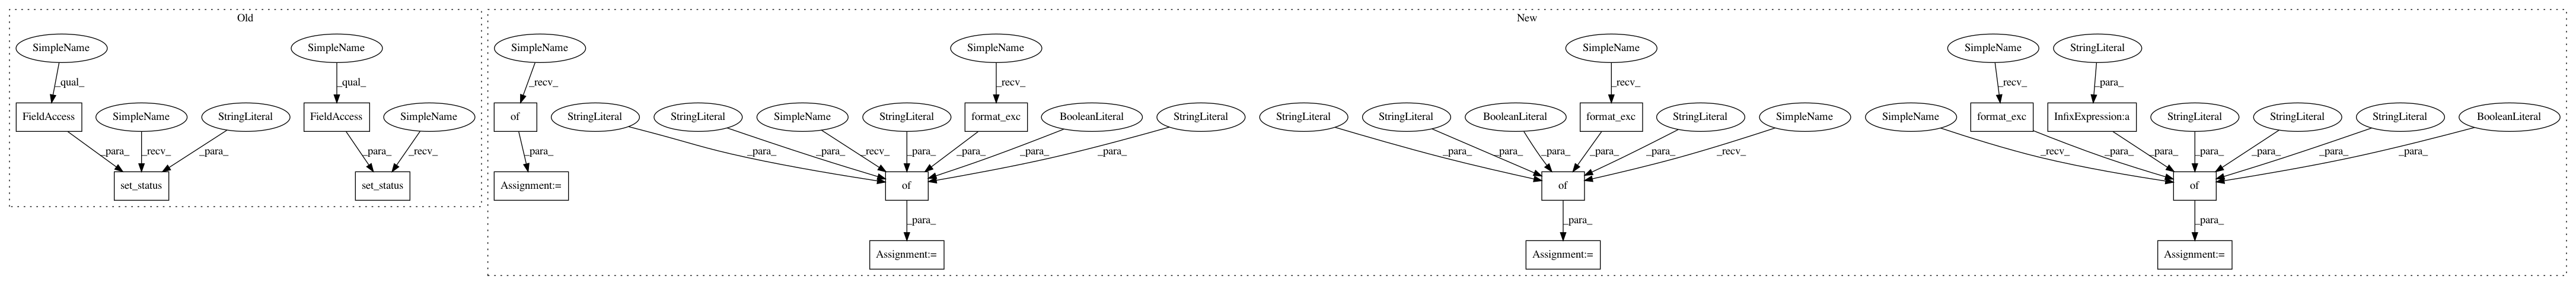 Old
New
SimpleName SimpleName SimpleName SimpleName SimpleName SimpleName StringLiteral
_qual_ _qual_ _recv_ _recv_ _recv_ _recv_ _para_
FieldAccess SimpleName StringLiteral FieldAccess SimpleName of StringLiteral StringLiteral SimpleName StringLiteral format_exc BooleanLiteral StringLiteral StringLiteral StringLiteral BooleanLiteral format_exc StringLiteral SimpleName SimpleName format_exc InfixExpression:a StringLiteral StringLiteral StringLiteral BooleanLiteral
_para_ _recv_ _para_ _para_ _recv_ _para_ _para_ _para_ _recv_ _para_ _para_ _para_ _para_ _para_ _para_ _para_ _para_ _para_ _recv_ _recv_ _para_ _para_ _para_ _para_ _para_ _para_
set_status set_status Assignment:= of of of
_para_ _para_ _para_
Assignment:= Assignment:= Assignment:=